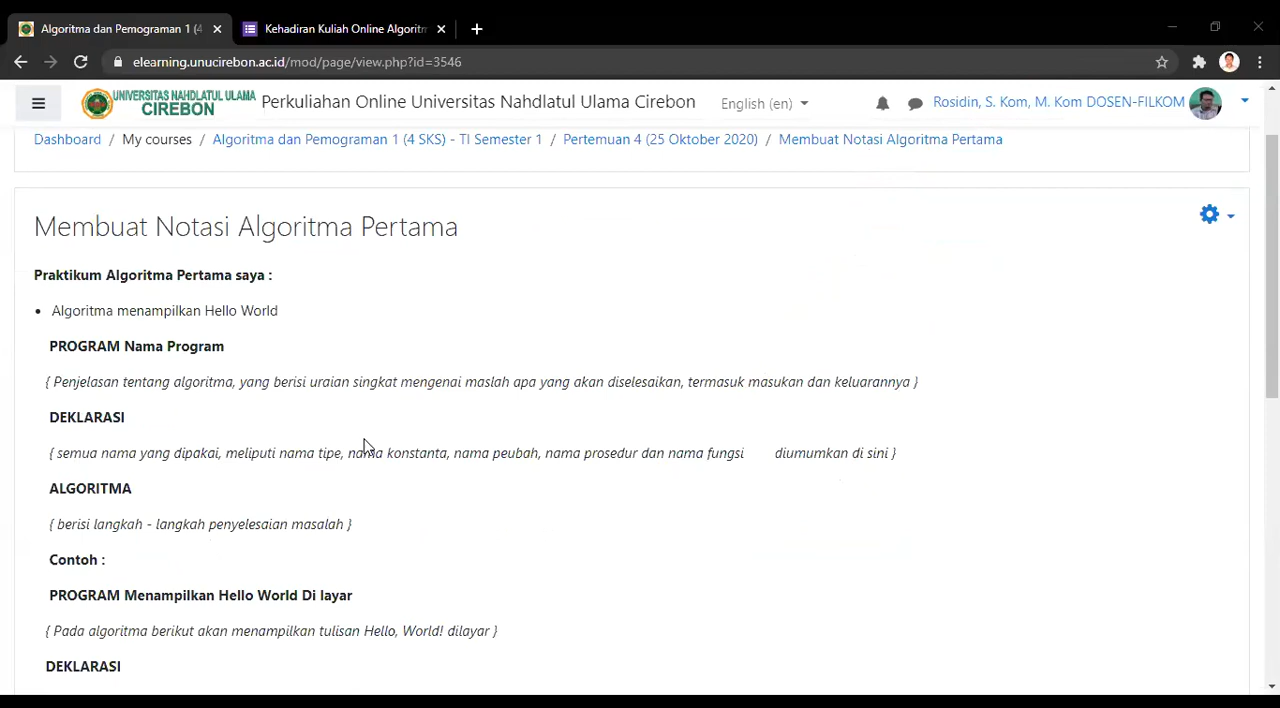 Algoritma dan Pemograman 1 (4
Kehadiran Kuliah Online Algoritm
elearning.unucirebon.ac.id/mod/page/view.php?id=3546
UNIVERSITAS NAHDLATUL ULAMA
CIREBON
Perkuliahan Online Universitas Nahdlatul Ulama Cirebon
English (en)
Rosidin, S. Kom, M. Kom DOSEN-FILKOM
Dashboard / My courses / Algoritma dan Pemograman 1 (4 SKS) - TI Semester 1 / Pertemuan 4 (25 Oktober 2020) / Membuat Notasi Algoritma Pertama
Membuat Notasi Algoritma Pertama
Praktikum Algoritma Pertama saya :
• Algoritma menampilkan Hello World
PROGRAM Nama Program
{ Penjelasan tentang algoritma, yang berisi uraian singkat mengenai maslah apa yang akan diselesaikan, termasuk masukan dan keluarannya }
DEKLARASI
{ semua nama yang dipakai, meliputi nama tipe, nama konstanta, nama peubah, nama prosedur dan nama fungsi diumumkan di sini }
ALGORITMA
{ berisi langkah - langkah penyelesaian masalah }
Contoh :
PROGRAM Menampilkan Hello World Di layar
{ Pada algoritma berikut akan menampilkan tulisan Hello, World! dilayar }
DEKLARASI